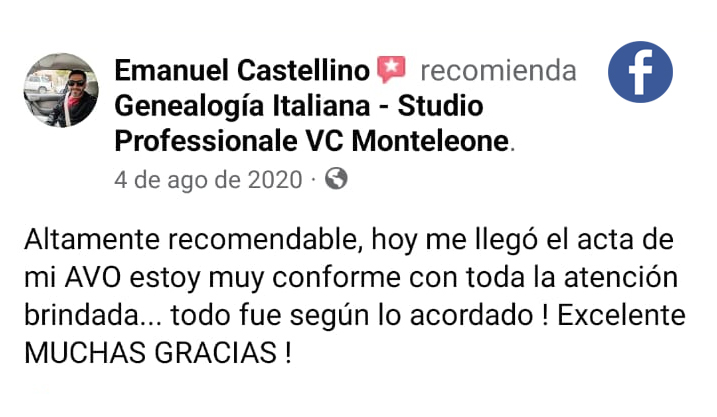 Emanuel Castellino recomienda
Genealogía Italiana - Studio
Professionale VC Monteleone.
4 de ago de 2020 ·
Altamente recomendable, hoy me llegó el acta de
mi AVO estoy muy conforme con toda la atención
brindada... todo fue según lo acordado ! Excelente
MUCHAS GRACIAS !